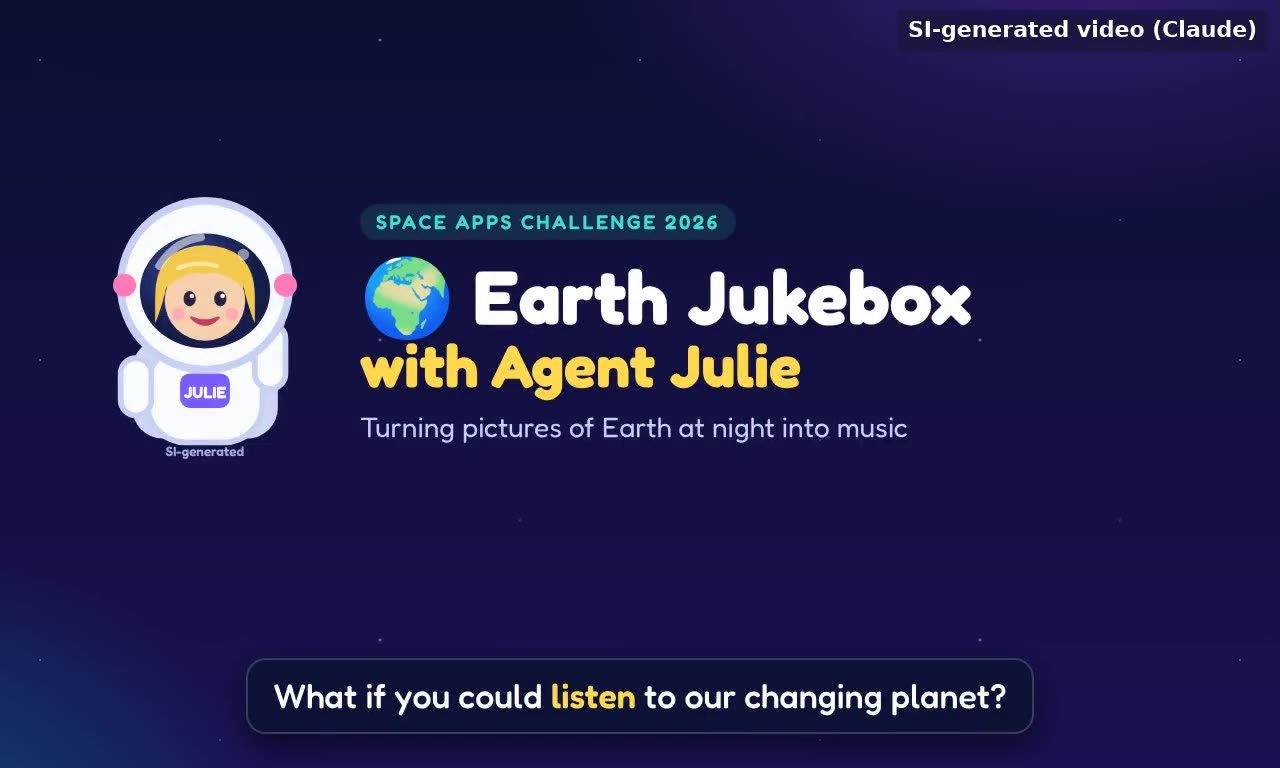 SI-generated video (Claude)
SPACE APPS CHALLENGE 2026
Earth Jukebox
with Agent Julie
Turning pictures of Earth at night into music
JULIE
SI-generated
What if you could listen to our changing planet?